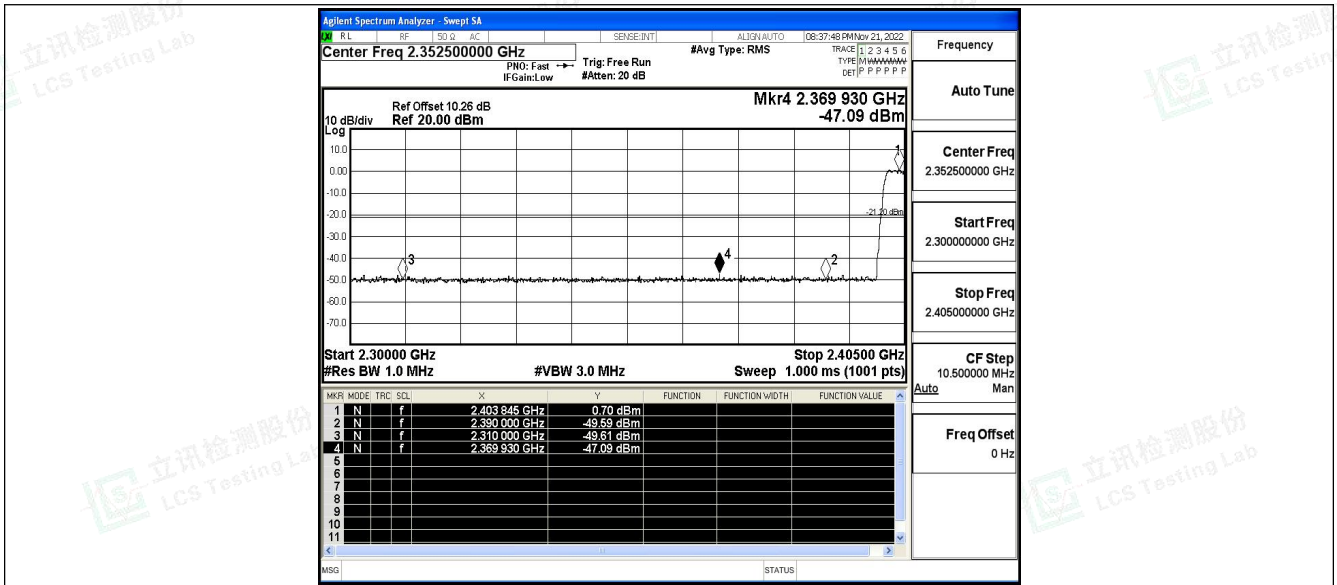 Agilent Spectrum Analyzer - Swept SA
LXI RL RF 50 Ω AC SENSE:INT ALIGN AUTO 08:37:48 PM Nov 21, 2022
Center Freq 2.352500000 GHz
PNO: Fast
IFGain:Low
Trig: Free Run
#Atten: 20 dB
#Avg Type: RMS
TRACE 1 2 3 4 5 6
TYPE M W W W W W
DET P P P P P P
Mkr4 2.369 930 GHz
-47.09 dBm
Ref Offset 10.26 dB
10 dB/div Ref 20.00 dBm
Log
10.0
0.00
-10.0
-20.0
-30.0
-40.0
-50.0
-60.0
-70.0
1
-21.20 dBm
3
4
2
Start 2.30000 GHz Stop 2.40500 GHz
#Res BW 1.0 MHz #VBW 3.0 MHz Sweep 1.000 ms (1001 pts)
MKR MODE TRC SCL X Y FUNCTION FUNCTION WIDTH FUNCTION VALUE
1 N f 2.403 845 GHz 0.70 dBm
2 N f 2.390 000 GHz -49.59 dBm
3 N f 2.310 000 GHz -49.61 dBm
4 N f 2.369 930 GHz -47.09 dBm
5
6
7
8
9
10
11
MSG STATUS
Frequency
Auto Tune
Center Freq
2.352500000 GHz
Start Freq
2.300000000 GHz
Stop Freq
2.405000000 GHz
CF Step
10.500000 MHz
Auto Man
Freq Offset
0 Hz
立讯检测股份
LCS Testing Lab
立讯检测
LCS Testing
立讯检测股份
LCS Testing Lab
立讯检测股份
LCS Testing Lab